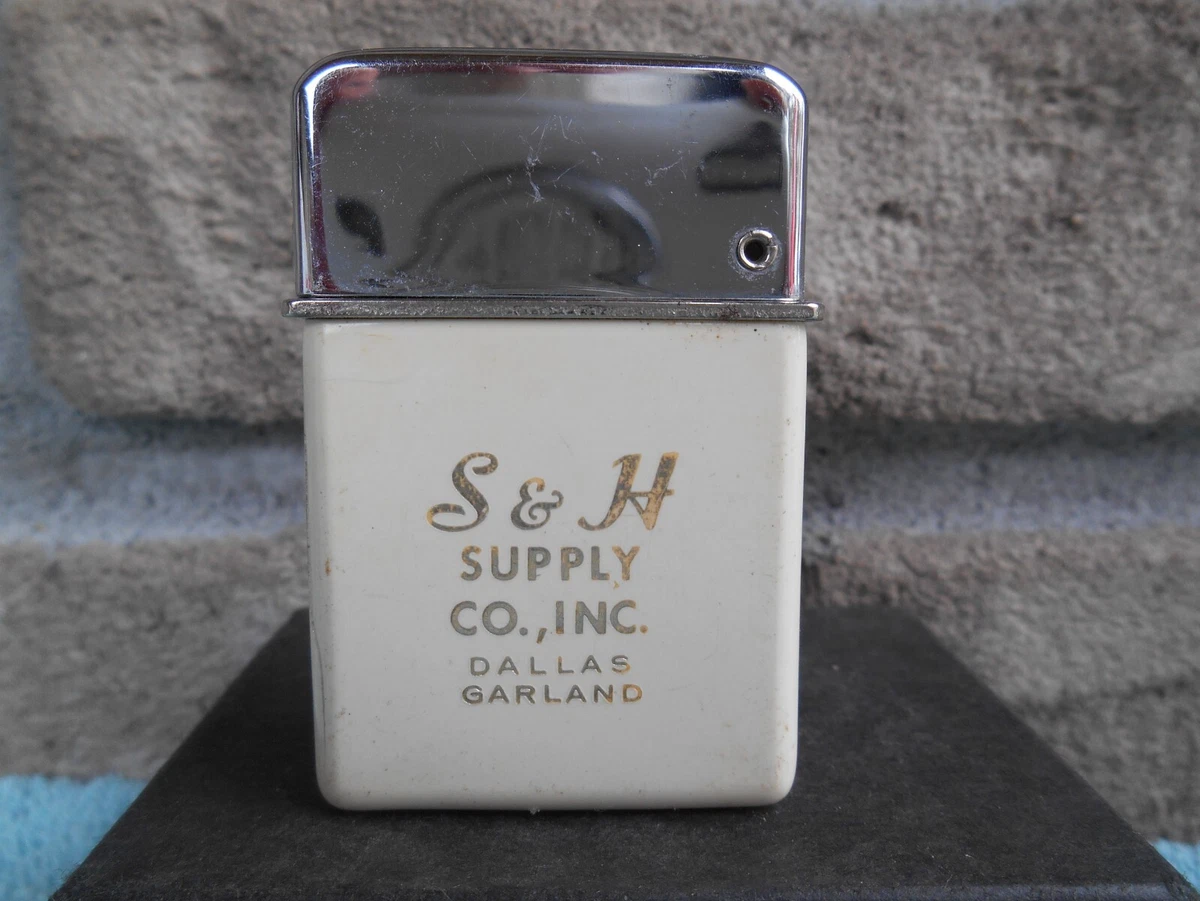 S & H
SUPPLY
CO., INC.
DALLAS
GARLAND